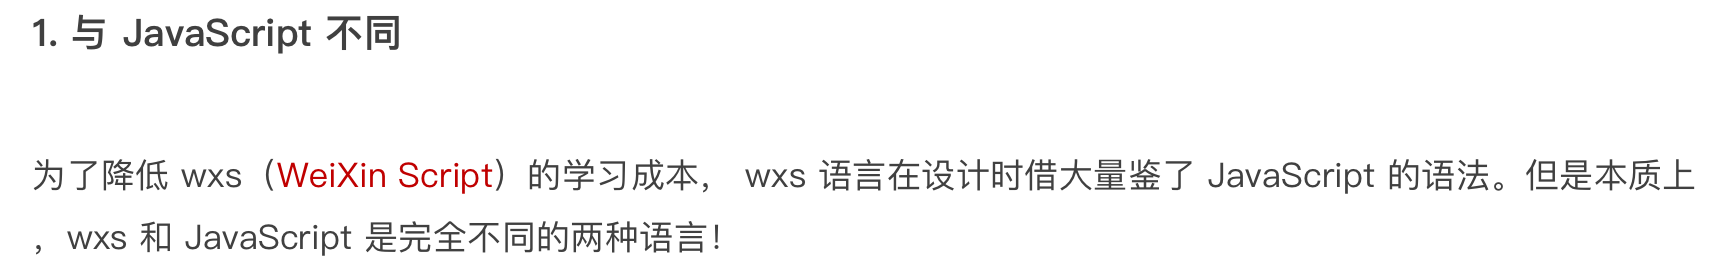 1. 与 JavaScript 不同
为了降低 wxs（WeiXin Script）的学习成本， wxs 语言在设计时借大量鉴了 JavaScript 的语法。但是本质上
，wxs 和 JavaScript 是完全不同的两种语言！